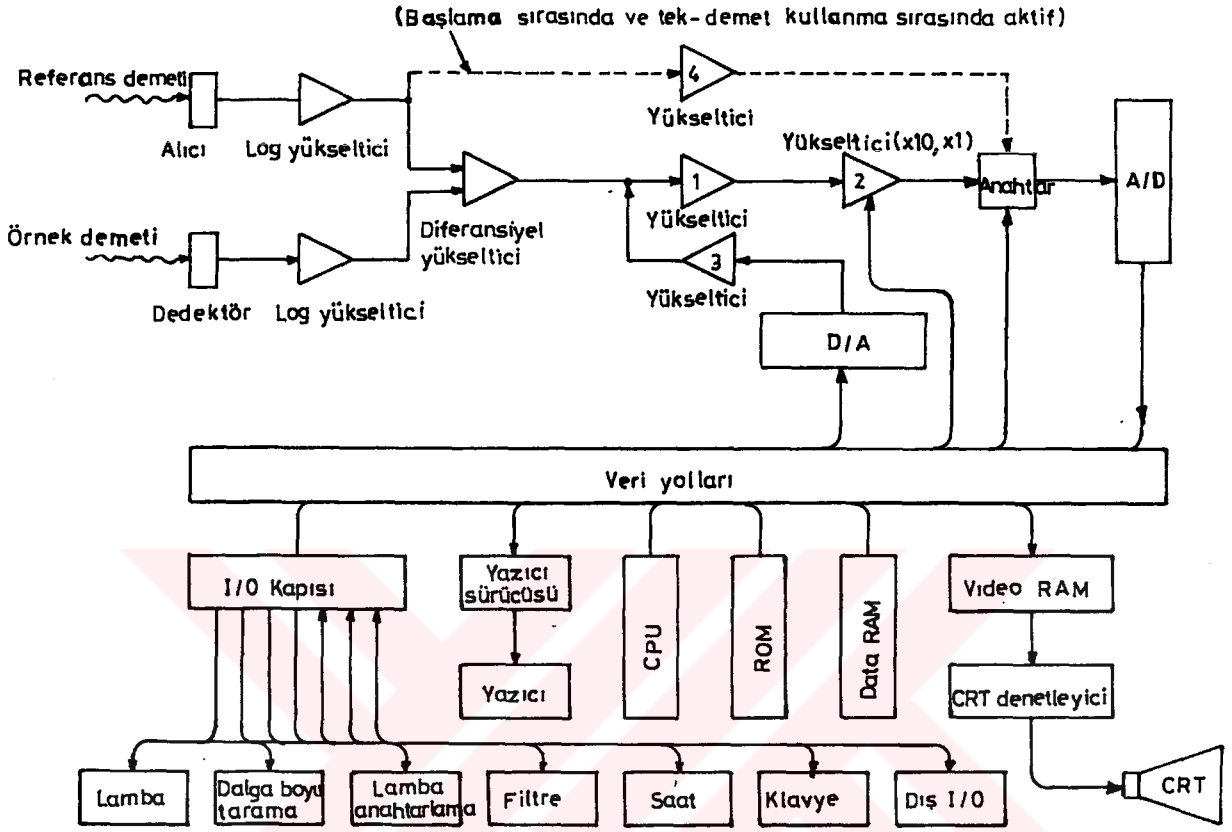 (Başlama sırasında ve tek-demet kullanma sırasında aktif)
Referans demeti
Alıcı
Log yükseltici
4
Yükseltici
Yükseltici(x10, x1)
1
Yükseltici
2
Anahtar
A/D
Diferansiyel
yükseltici
Örnek demeti
Dedektör
Log yükseltici
3
Yükseltici
D/A
Veri yolları
I/O Kapısı
Yazıcı
sürücüsü
Yazıcı
CPU
ROM
Data RAM
Video RAM
CRT denetleyici
CRT
Lamba
Dalga boyu
tarama
Lamba
anahtarlama
Filtre
Saat
Klavye
Dış I/O